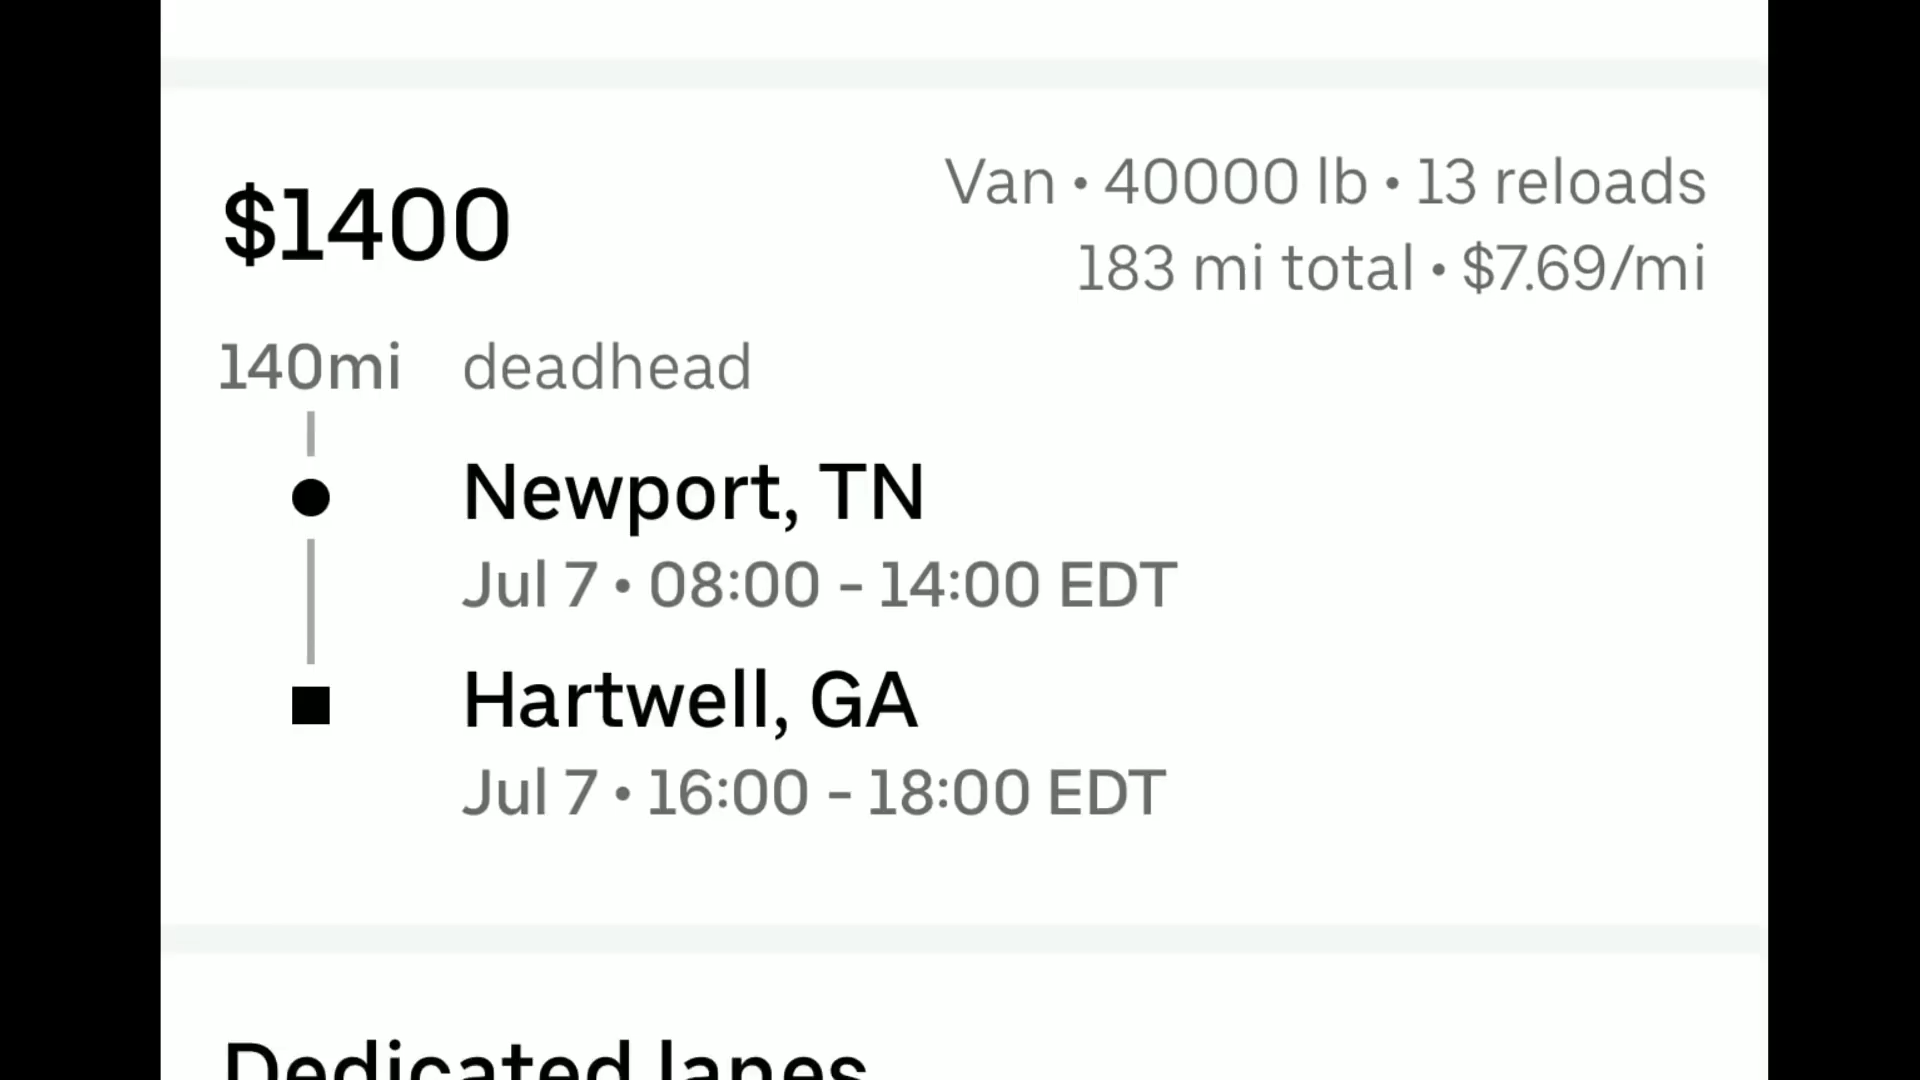 $1400
Van • 40000 lb • 13 reloads
183 mi total • $7.69/mi
140mi deadhead
Newport, TN
Jul 7 • 08:00 - 14:00 EDT
Hartwell, GA
Jul 7 • 16:00 - 18:00 EDT
Dedicated lanes